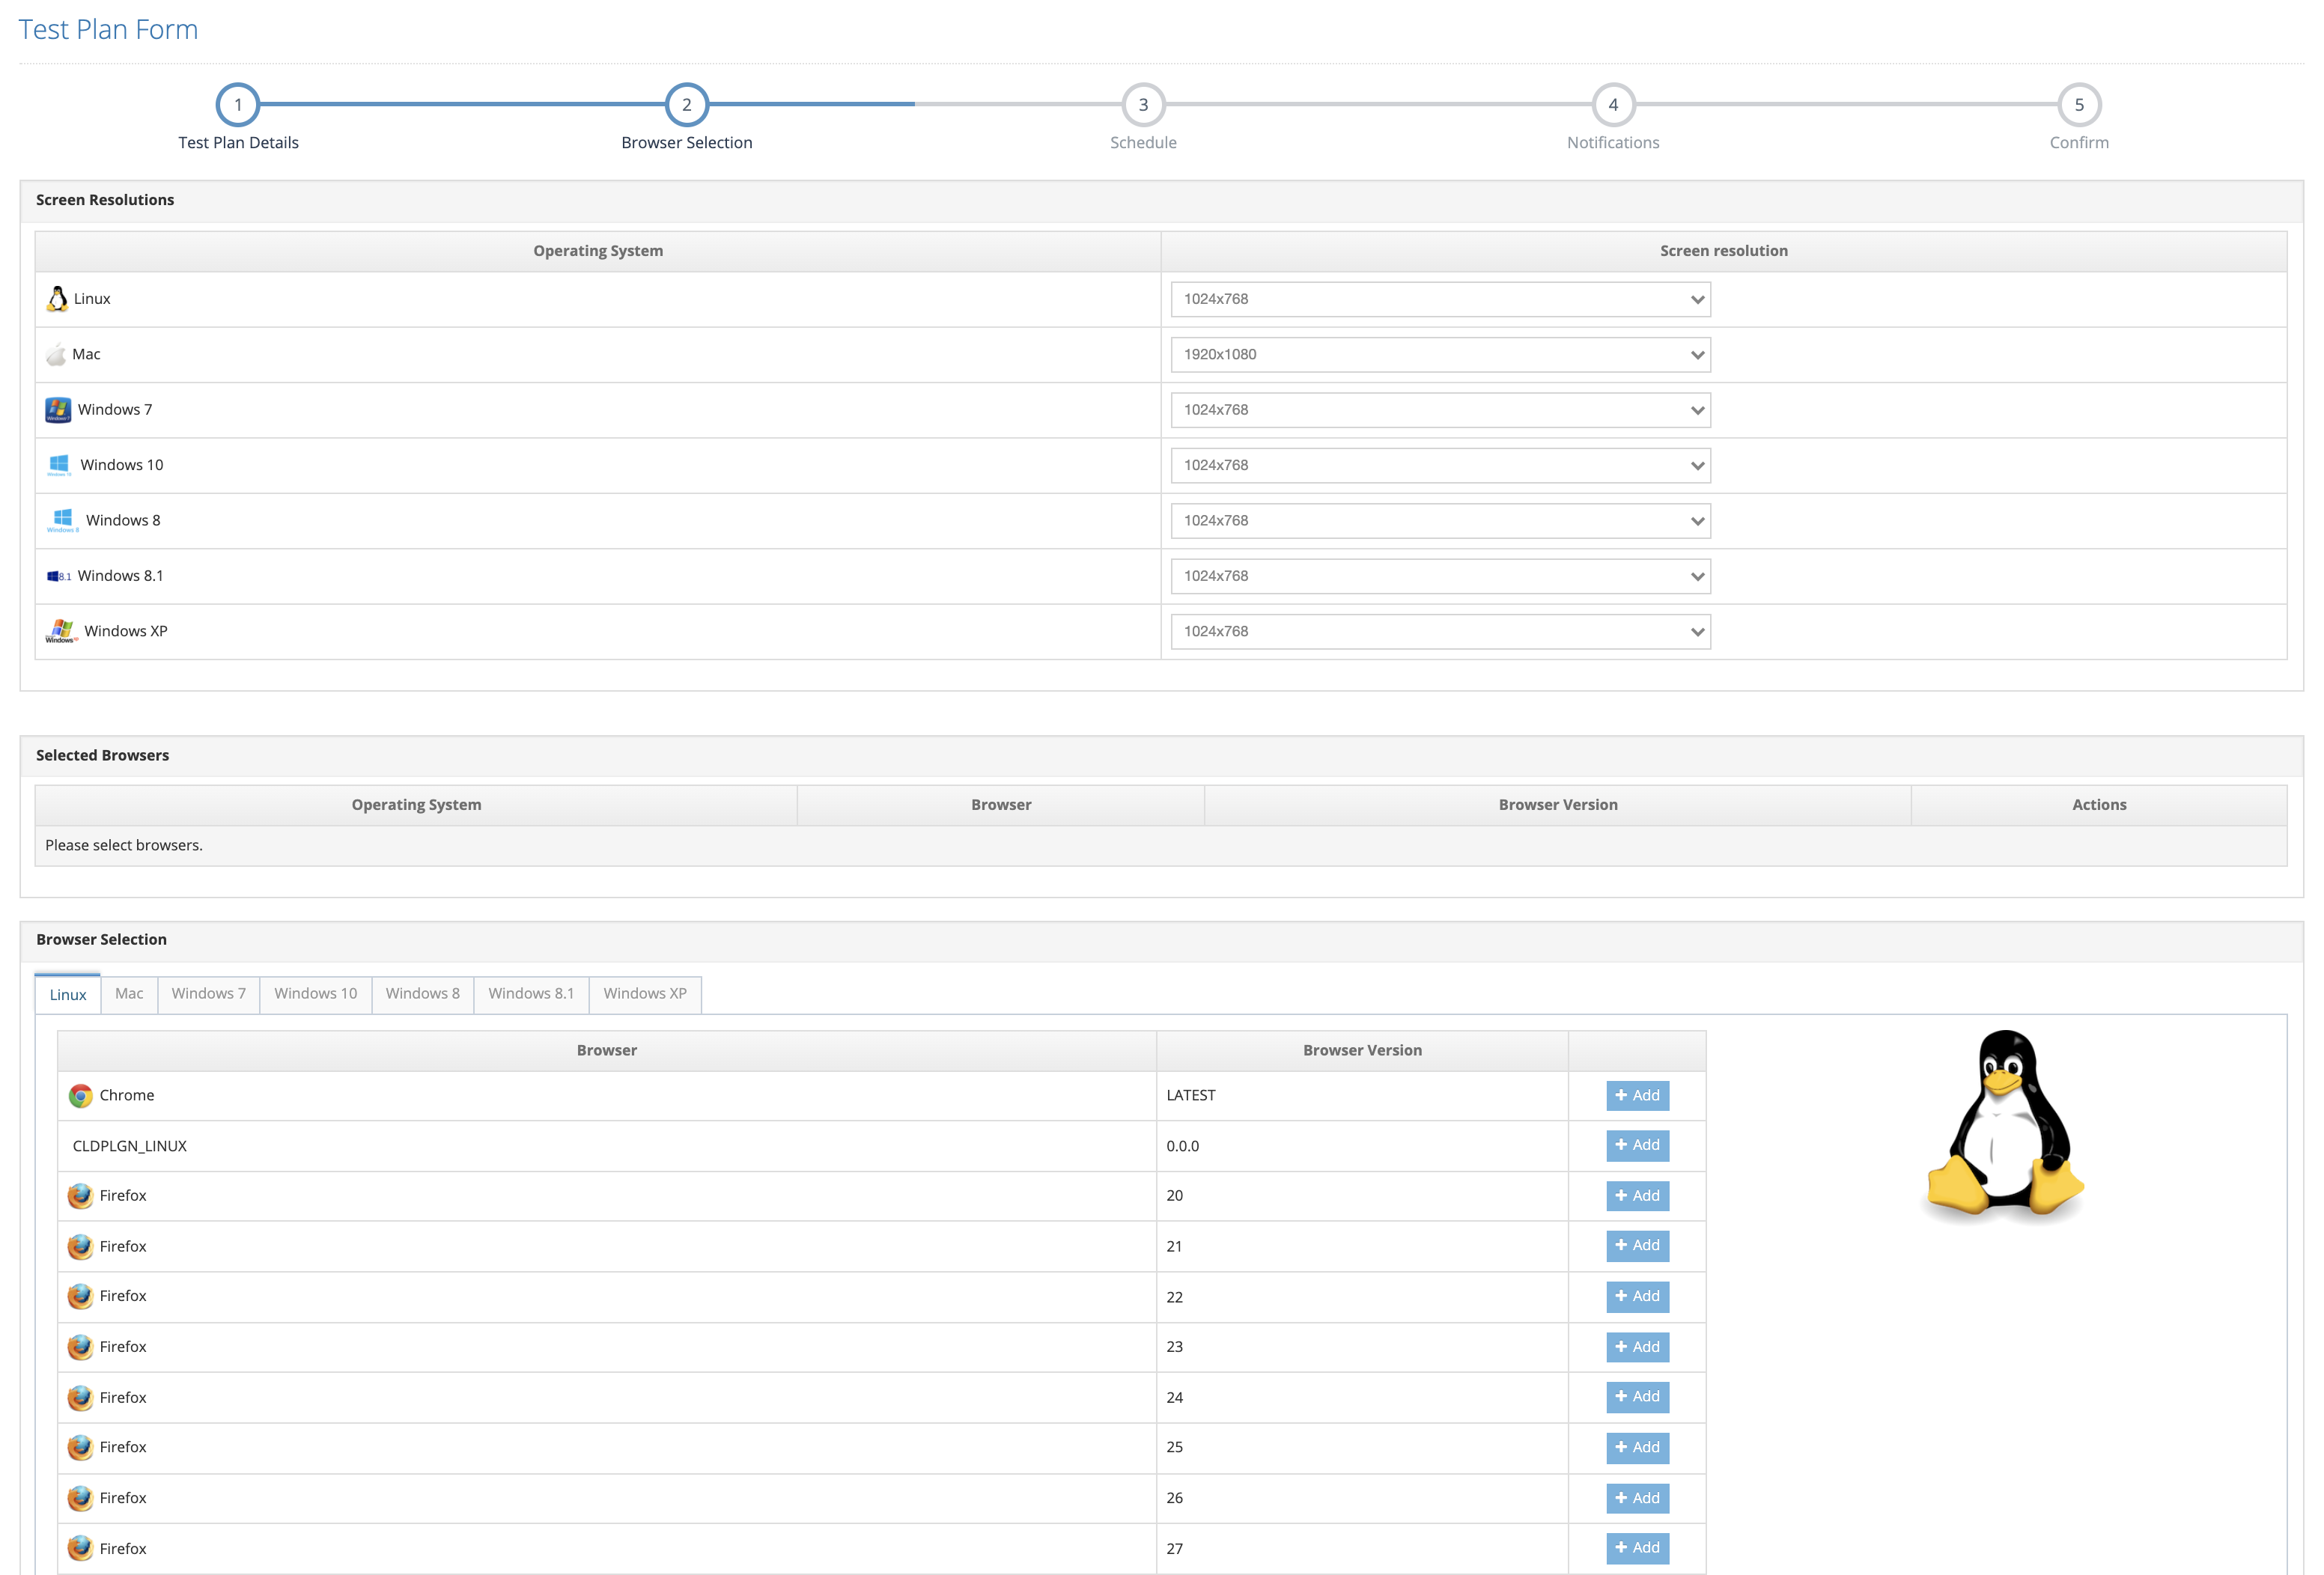 Test Plan Form
1 2 3 4 5
Test Plan Details Browser Selection Schedule Notifications Confirm
Screen Resolutions
Operating System Screen resolution
Linux 1024x768
Mac 1920x1080
Windows 7 1024x768
Windows 10 1024x768
Windows 8 1024x768
8.1 Windows 8.1 1024x768
Windows XP 1024x768
Selected Browsers
Operating System Browser Browser Version Actions
Please select browsers.
Browser Selection
Linux Mac Windows 7 Windows 10 Windows 8 Windows 8.1 Windows XP
Browser Browser Version
Chrome LATEST + Add
CLDPLGN_LINUX 0.0.0 + Add
Firefox 20 + Add
Firefox 21 + Add
Firefox 22 + Add
Firefox 23 + Add
Firefox 24 + Add
Firefox 25 + Add
Firefox 26 + Add
Firefox 27 + Add